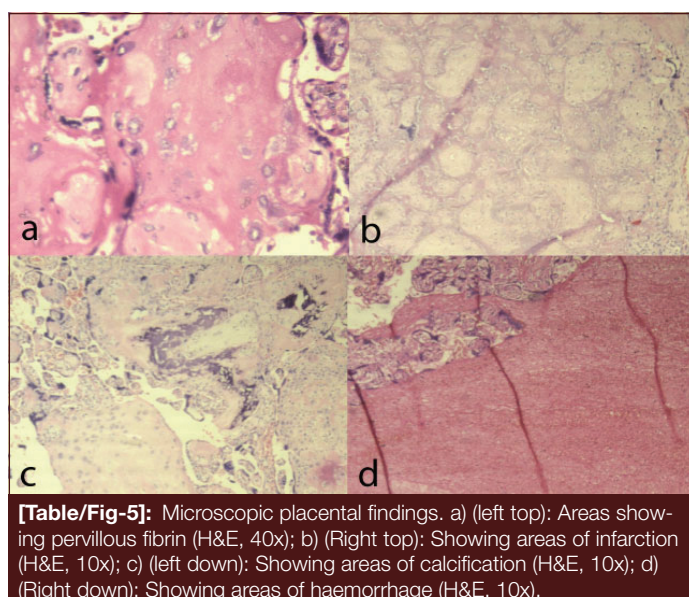 a
b
c
d
[Table/Fig-5]: Microscopic placental findings. a) (left top): Areas show-
ing pervillous fibrin (H&E, 40x); b) (Right top): Showing areas of infarction
(H&E, 10x); c) (left down): Showing areas of calcification (H&E, 10x); d)
(Right down): Showing areas of haemorrhage (H&E, 10x).